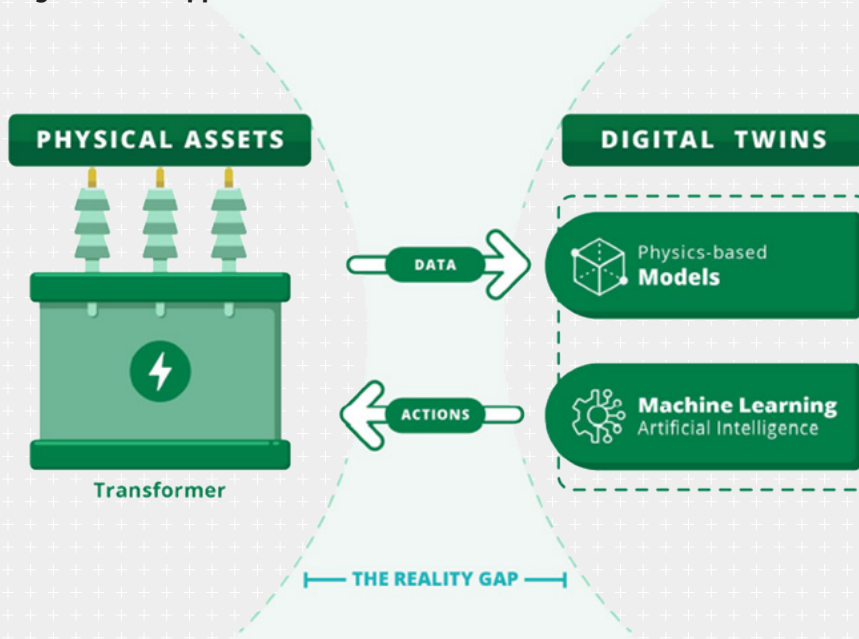 PHYSICAL ASSETS
DIGITAL TWINS
DATA
Physics-based
Models
ACTIONS
Machine Learning
Artificial Intelligence
Transformer
THE REALITY GAP